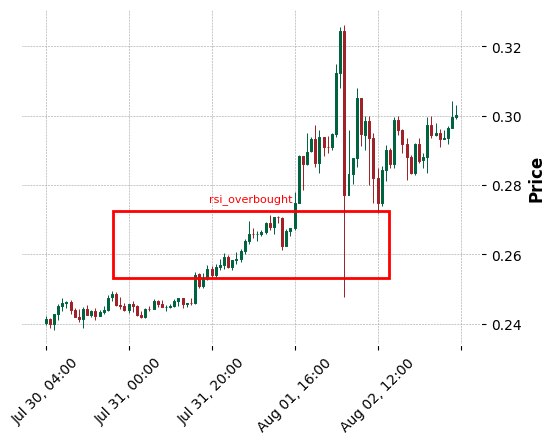 0.32
0.30
0.28
0.26
0.24
Price
rsi_overbought
Jul 30, 04:00
Jul 31, 00:00
Jul 31, 20:00
Aug 01, 16:00
Aug 02, 12:00